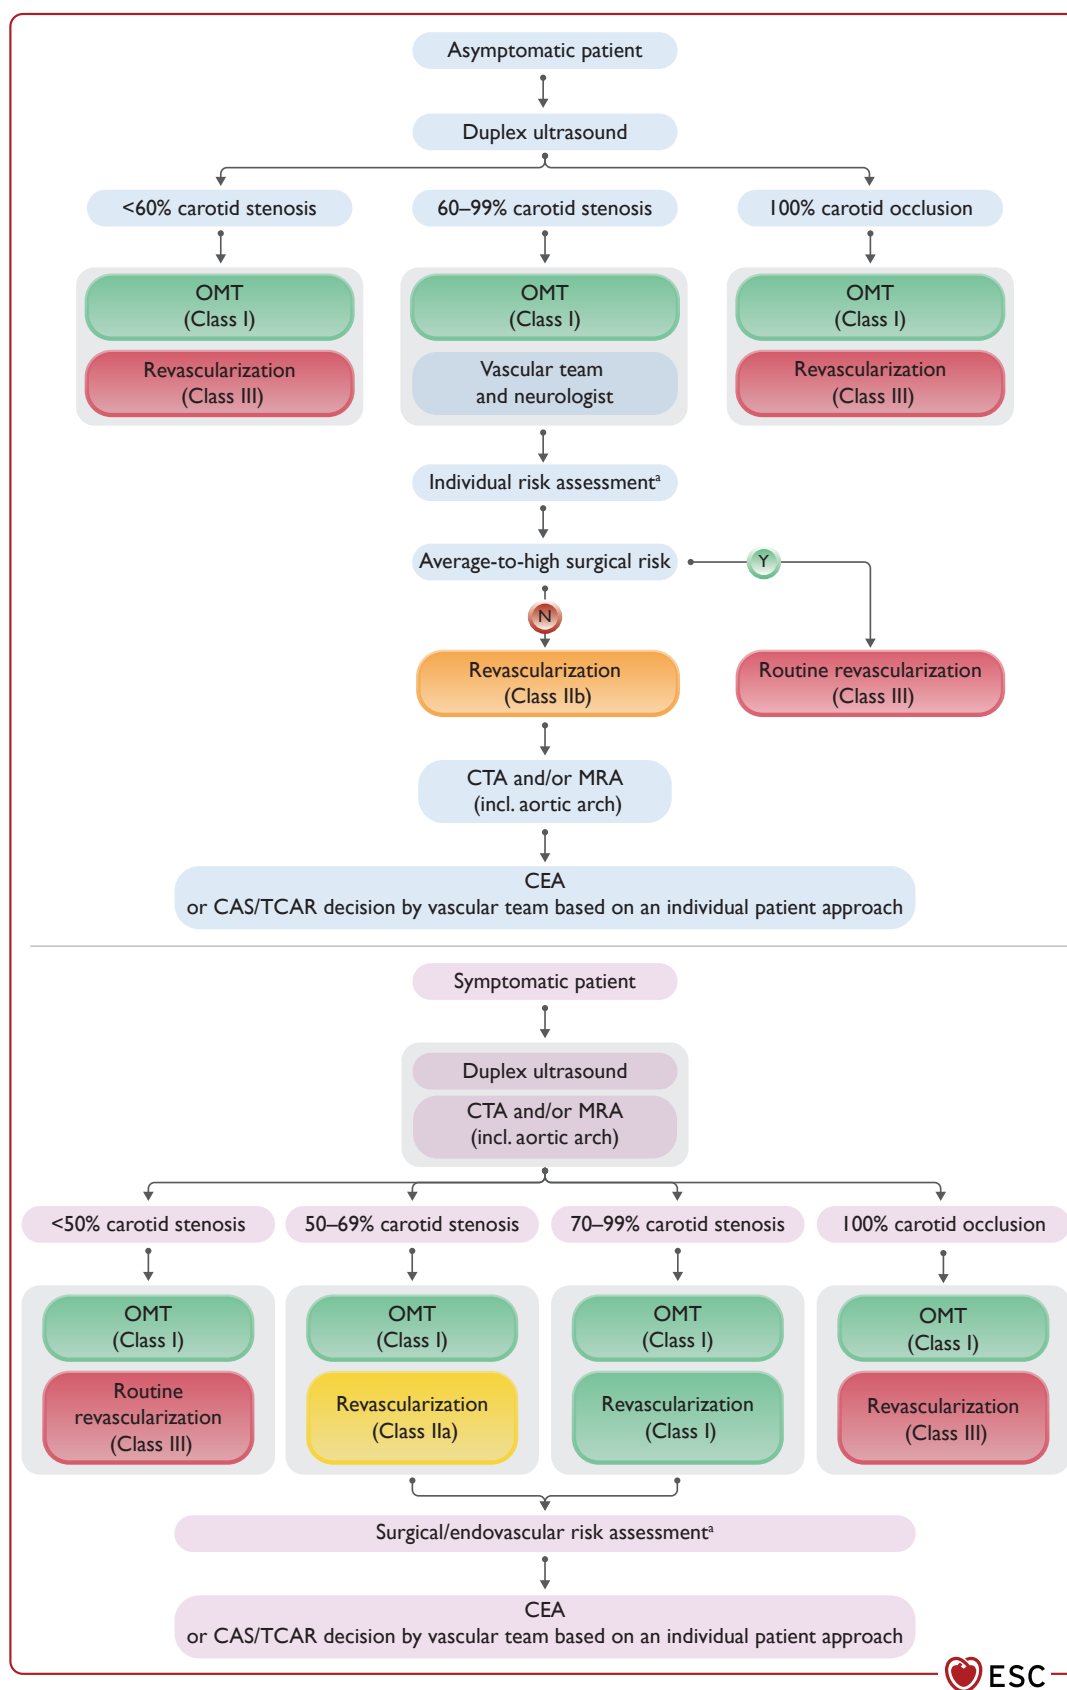 Asymptomatic patient
Duplex ultrasound
<60% carotid stenosis
60–99% carotid stenosis
100% carotid occlusion
OMT
(Class I)
Revascularization
(Class III)
OMT
(Class I)
Vascular team
and neurologist
OMT
(Class I)
Revascularization
(Class III)
Individual risk assessmentᵃ
Average-to-high surgical risk
Y
N
Revascularization
(Class IIb)
Routine revascularization
(Class III)
CTA and/or MRA
(incl. aortic arch)
CEA
or CAS/TCAR decision by vascular team based on an individual patient approach
Symptomatic patient
Duplex ultrasound
CTA and/or MRA
(incl. aortic arch)
<50% carotid stenosis
50–69% carotid stenosis
70–99% carotid stenosis
100% carotid occlusion
OMT
(Class I)
Routine
revascularization
(Class III)
OMT
(Class I)
Revascularization
(Class IIa)
OMT
(Class I)
Revascularization
(Class I)
OMT
(Class I)
Revascularization
(Class III)
Surgical/endovascular risk assessmentᵃ
CEA
or CAS/TCAR decision by vascular team based on an individual patient approach
ESC